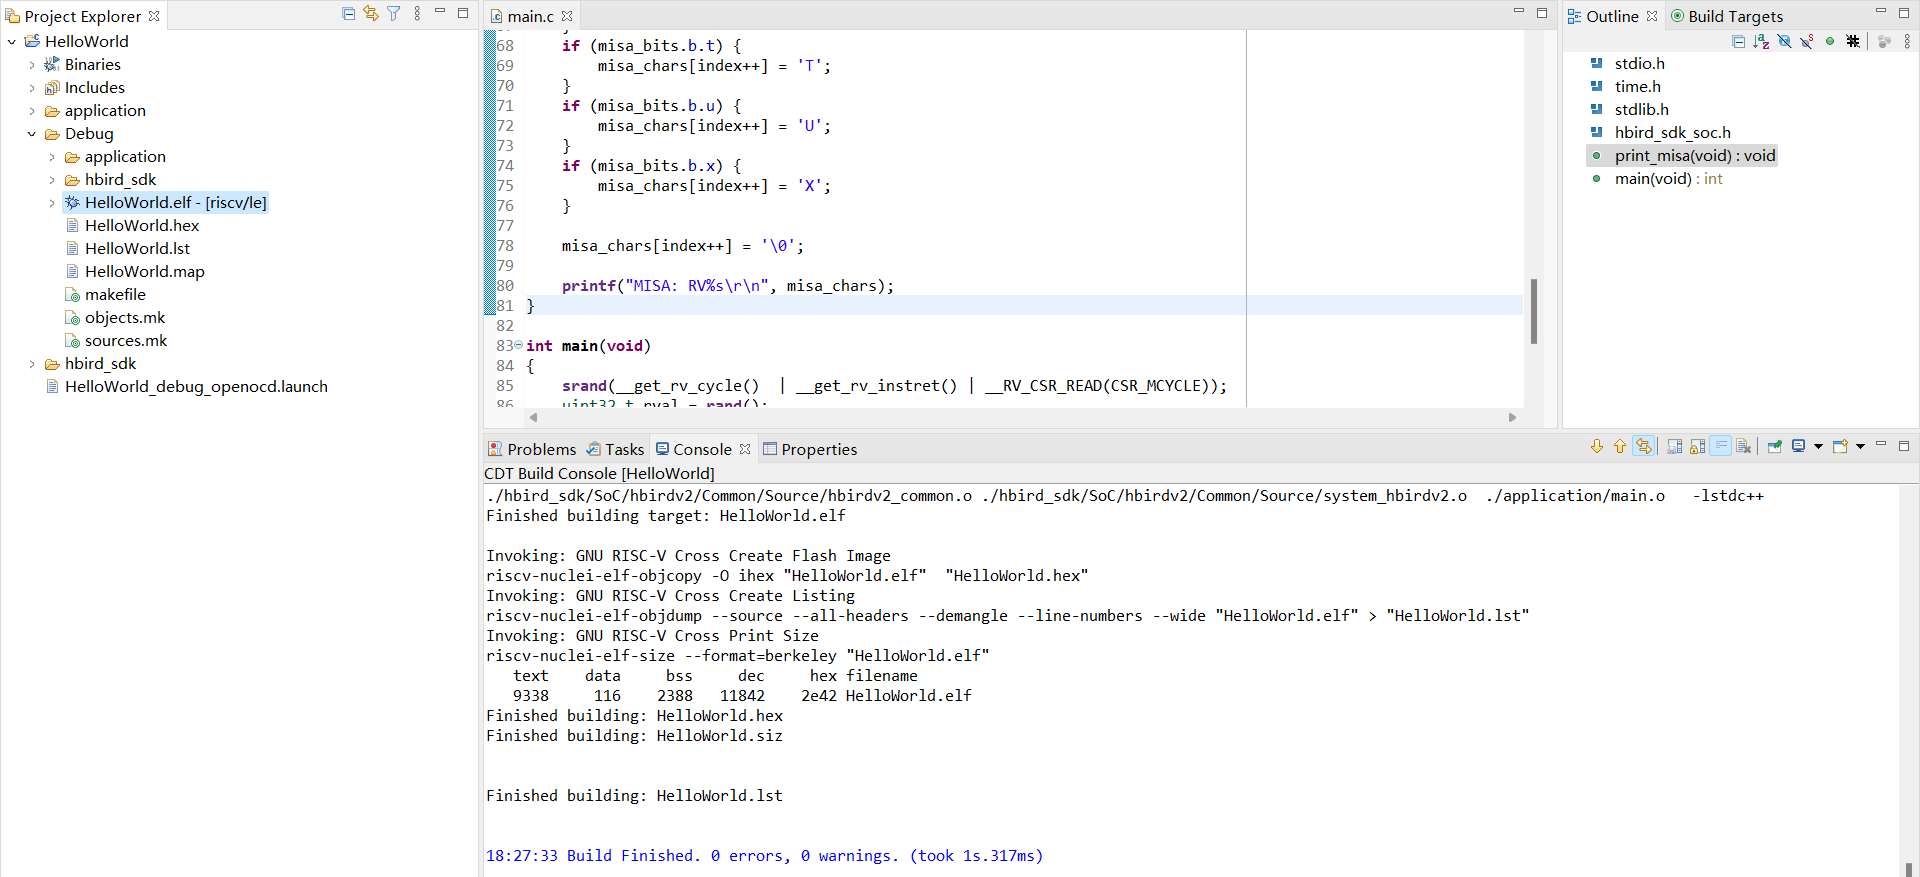 Project Explorer
HelloWorld
Binaries
Includes
application
Debug
application
hbird_sdk
HelloWorld.elf - [riscv/le]
HelloWorld.hex
HelloWorld.lst
HelloWorld.map
makefile
objects.mk
sources.mk
hbird_sdk
HelloWorld_debug_openocd.launch
main.c
68 if (misa_bits.b.t) {
69 misa_chars[index++] = 'T';
70 }
71 if (misa_bits.b.u) {
72 misa_chars[index++] = 'U';
73 }
74 if (misa_bits.b.x) {
75 misa_chars[index++] = 'X';
76 }
77
78 misa_chars[index++] = '\0';
79
80 printf("MISA: RV%s\r\n", misa_chars);
81 }
82
83 int main(void)
84 {
85 srand(__get_rv_cycle()  | __get_rv_instret() | __RV_CSR_READ(CSR_MCYCLE));
86 uint32_t rval = rand();
Outline
Build Targets
stdio.h
time.h
stdlib.h
hbird_sdk_soc.h
print_misa(void) : void
main(void) : int
Problems
Tasks
Console
Properties
CDT Build Console [HelloWorld]
./hbird_sdk/SoC/hbirdv2/Common/Source/hbirdv2_common.o ./hbird_sdk/SoC/hbirdv2/Common/Source/system_hbirdv2.o  ./application/main.o   -lstdc++
Finished building target: HelloWorld.elf
Invoking: GNU RISC-V Cross Create Flash Image
riscv-nuclei-elf-objcopy -O ihex "HelloWorld.elf"  "HelloWorld.hex"
Invoking: GNU RISC-V Cross Create Listing
riscv-nuclei-elf-objdump --source --all-headers --demangle --line-numbers --wide "HelloWorld.elf" > "HelloWorld.lst"
Invoking: GNU RISC-V Cross Print Size
riscv-nuclei-elf-size --format=berkeley "HelloWorld.elf"
text    data     bss     dec     hex filename
9338     116    2388   11842    2e42 HelloWorld.elf
Finished building: HelloWorld.hex
Finished building: HelloWorld.siz
Finished building: HelloWorld.lst
18:27:33 Build Finished. 0 errors, 0 warnings. (took 1s.317ms)